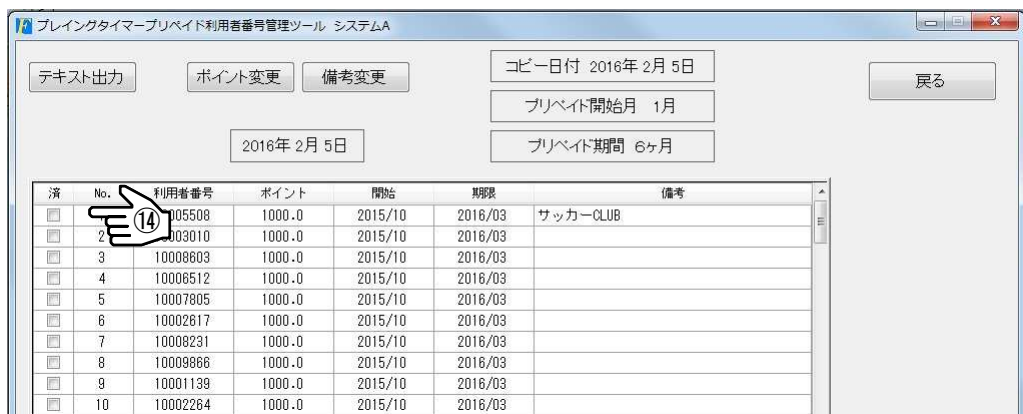 プレイングタイマープリペイド利用者番号管理ツール システムA
テキスト出力 ポイント変更 備考変更 コピー日付 2016年 2月 5日 戻る
プリペイド開始月 1月
2016年 2月 5日 プリペイド期間 6ヶ月
済 No. 利用者番号 ポイント 開始 期限 備考
⑭ 005508 1000.0 2015/10 2016/03 サッカーCLUB
2 003010 1000.0 2015/10 2016/03
3 10008603 1000.0 2015/10 2016/03
4 10006512 1000.0 2015/10 2016/03
5 10007805 1000.0 2015/10 2016/03
6 10002617 1000.0 2015/10 2016/03
7 10008231 1000.0 2015/10 2016/03
8 10009866 1000.0 2015/10 2016/03
9 10001139 1000.0 2015/10 2016/03
10 10002264 1000.0 2015/10 2016/03